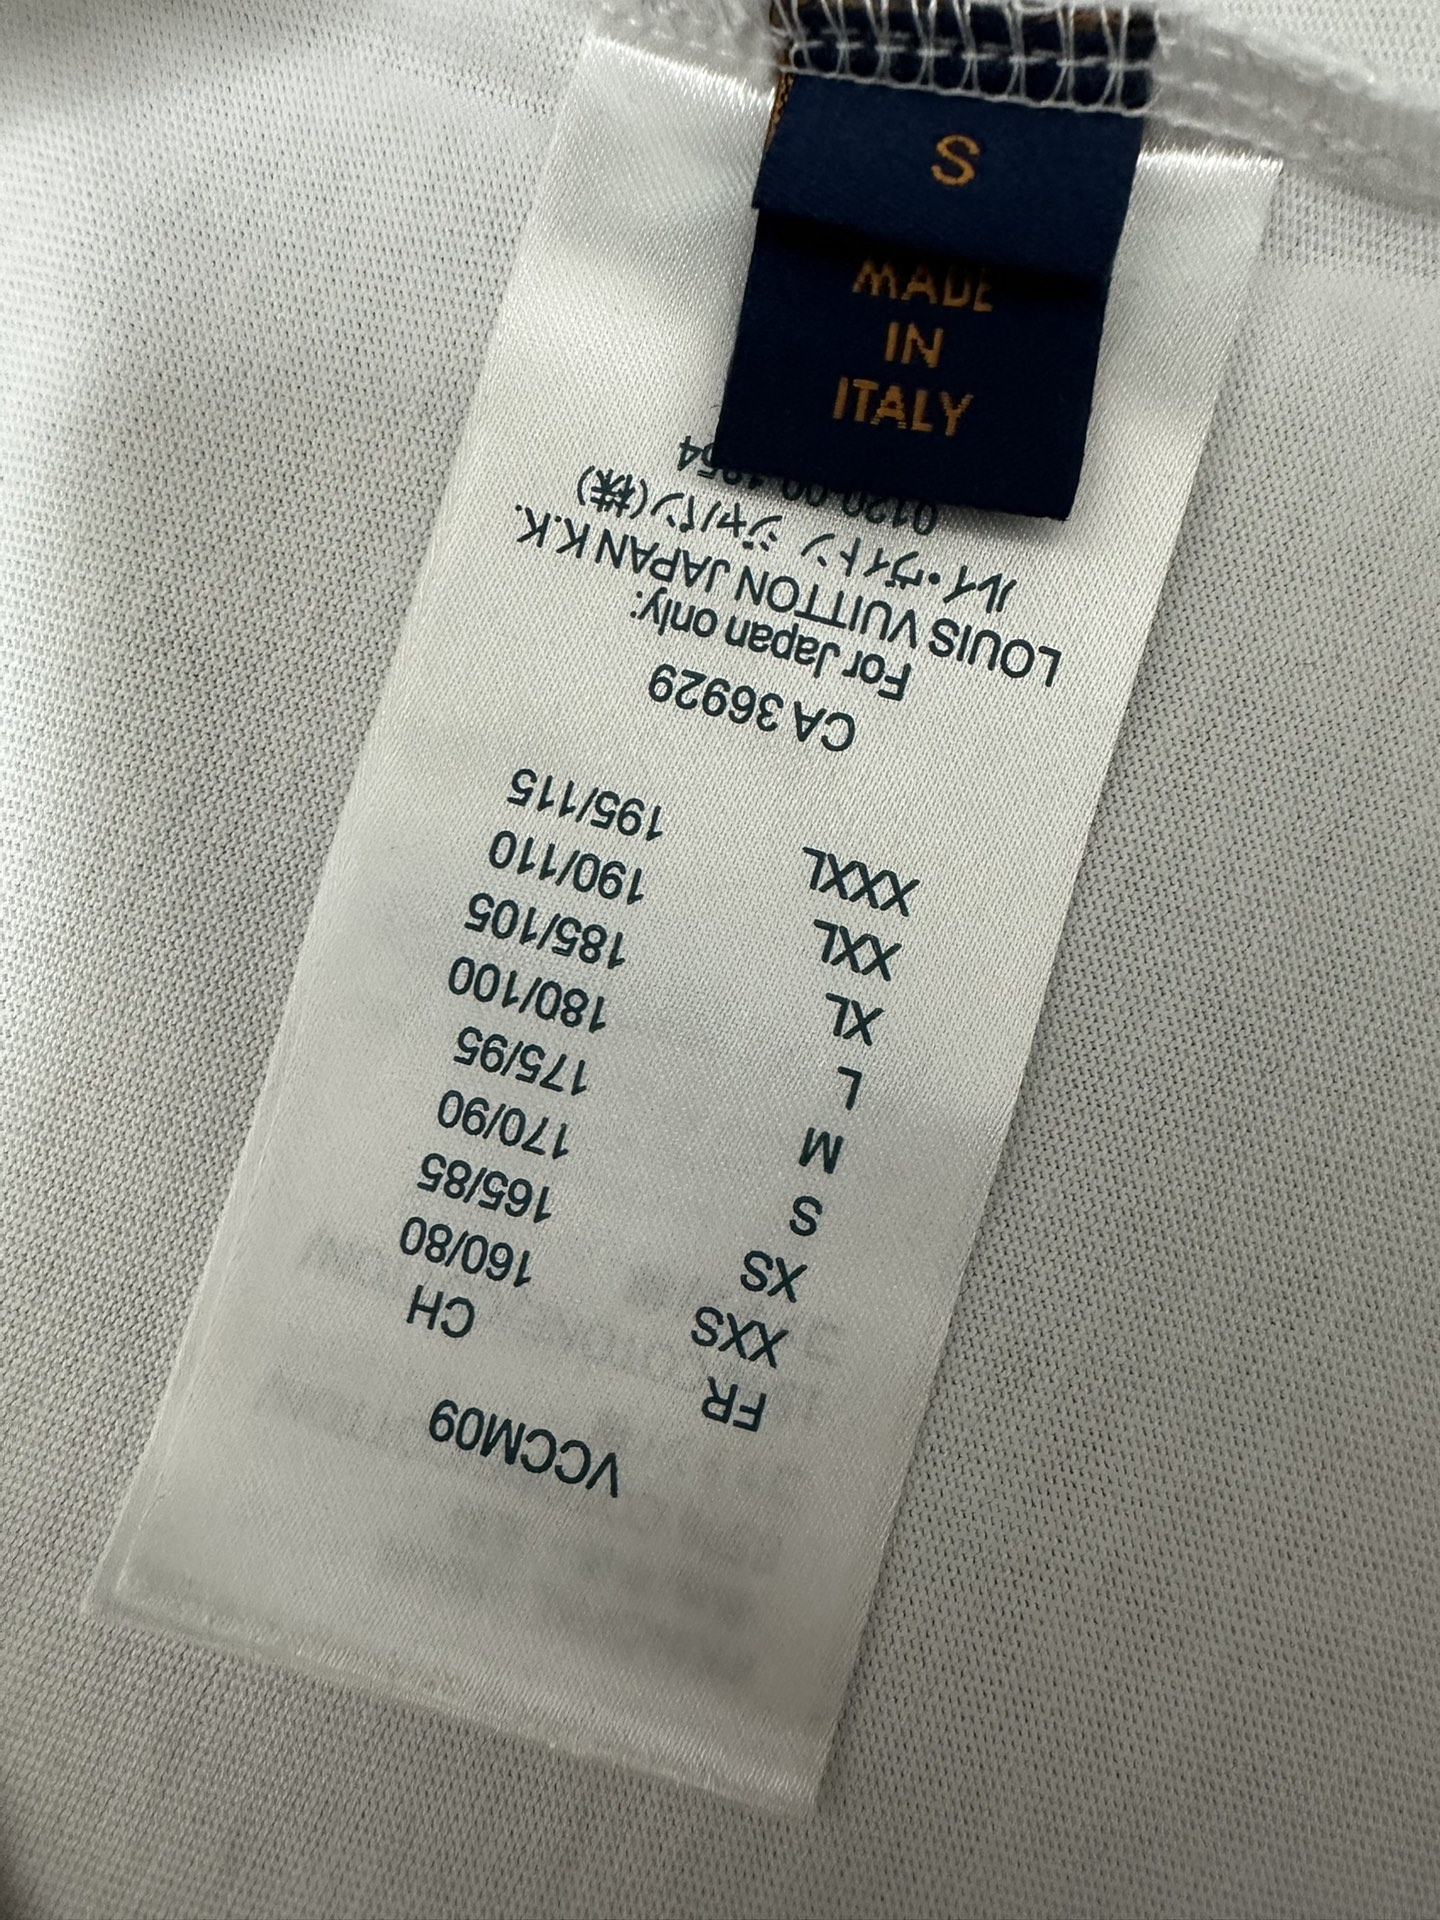 S
MADE
IN
ITALY
VCCM09
FR CH
XXS 160/80
XS 165/85
S 170/90
M 175/95
L 180/100
XL 185/105
XXL 190/110
XXXL 195/115
CA 36929
For Japan only:
LOUIS VUITTON JAPAN K.K.
ルイ・ヴィトン ジャパン(株)
0120-00-1854